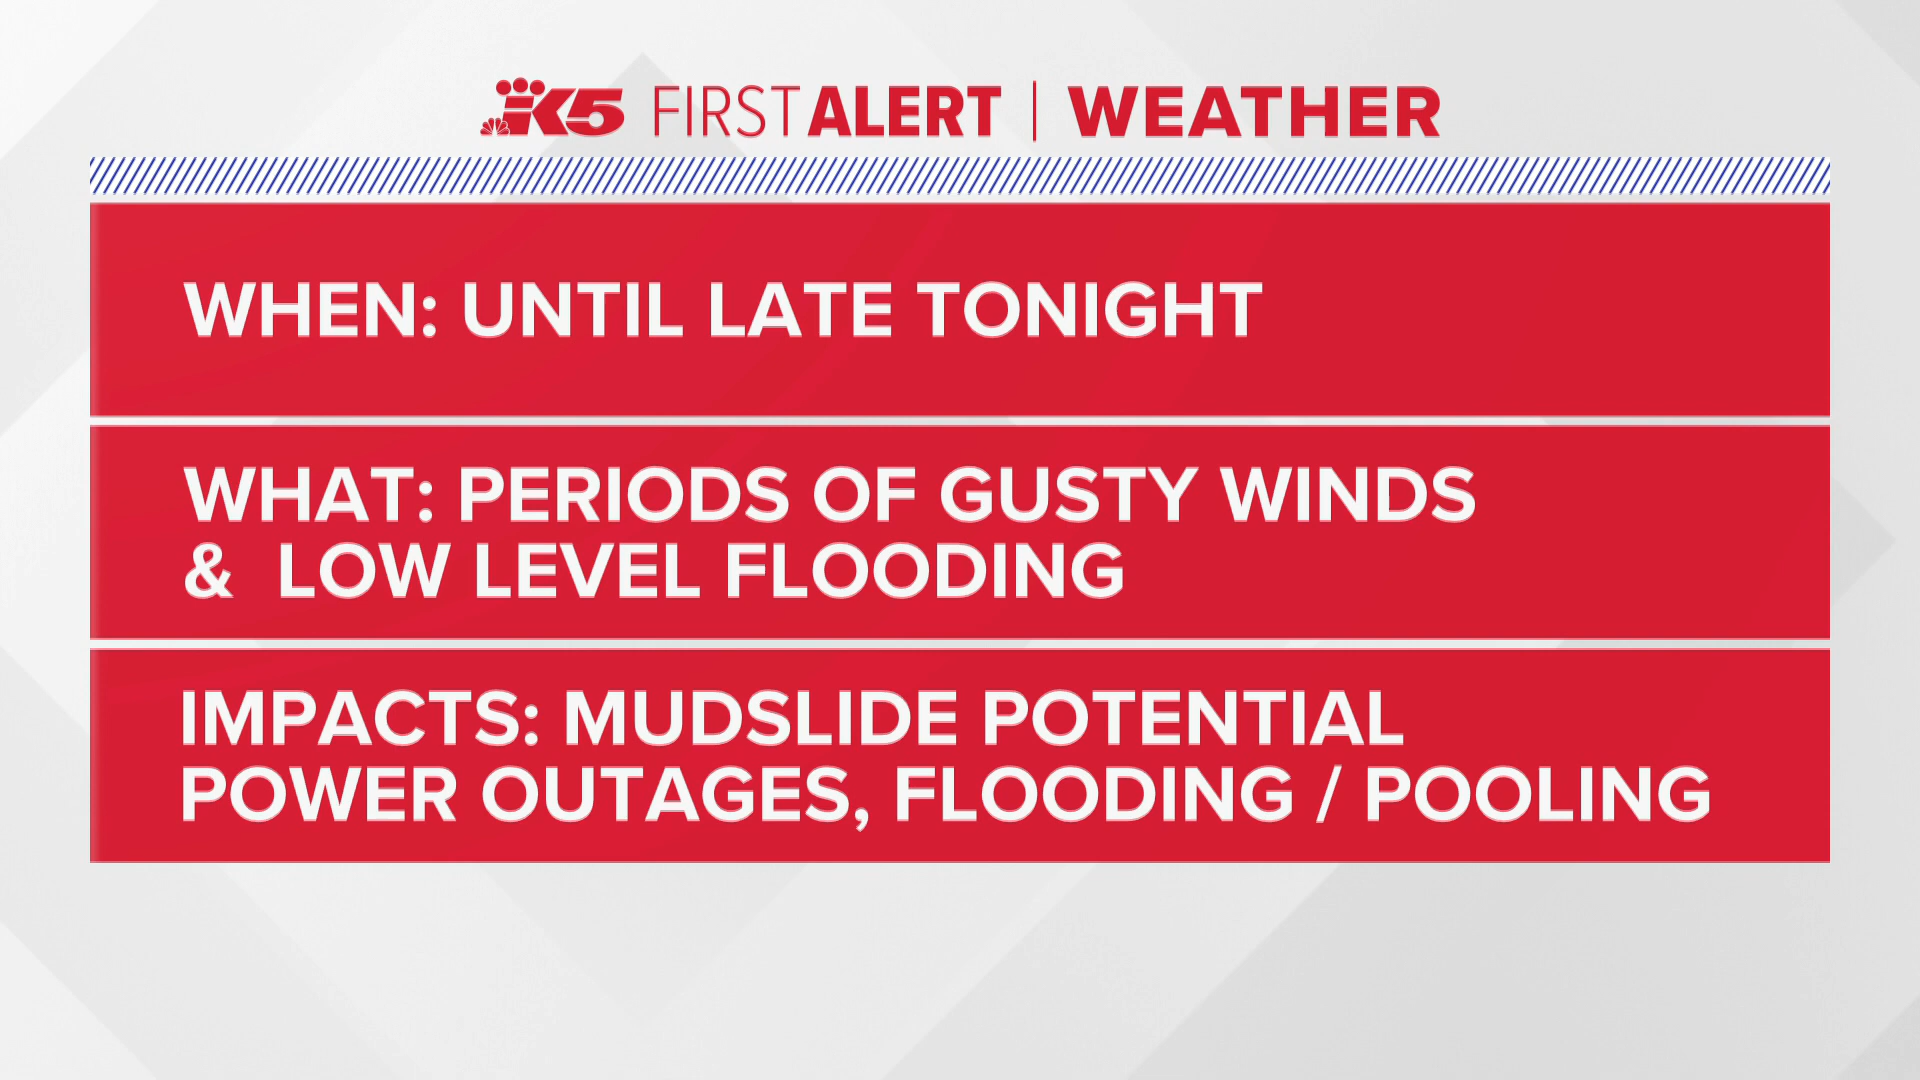 K5 FIRST ALERT | WEATHER
WHEN: UNTIL LATE TONIGHT
WHAT: PERIODS OF GUSTY WINDS
& LOW LEVEL FLOODING
IMPACTS: MUDSLIDE POTENTIAL
POWER OUTAGES, FLOODING / POOLING